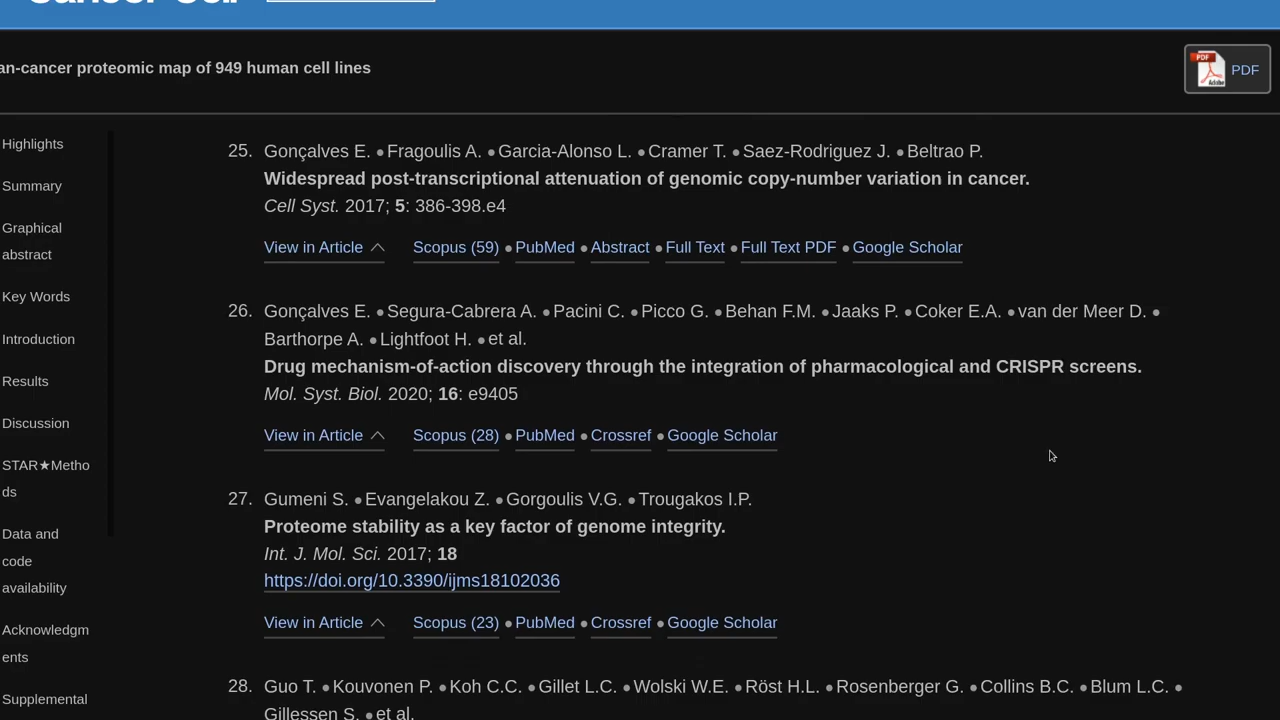 Cancer Cell
an-cancer proteomic map of 949 human cell lines
PDF
Adobe
PDF
Highlights
Summary
Graphical
abstract
Key Words
Introduction
Results
Discussion
STAR★Metho
ds
Data and
code
availability
Acknowledgm
ents
Supplemental
25. Gonçalves E. ●Fragoulis A. ●Garcia-Alonso L. ●Cramer T. ●Saez-Rodriguez J. ●Beltrao P.
Widespread post-transcriptional attenuation of genomic copy-number variation in cancer.
Cell Syst. 2017; 5: 386-398.e4
View in Article Scopus (59) ●PubMed ●Abstract ●Full Text ●Full Text PDF ●Google Scholar
26. Gonçalves E. ●Segura-Cabrera A. ●Pacini C. ●Picco G. ●Behan F.M. ●Jaaks P. ●Coker E.A. ●van der Meer D. ●
Barthorpe A. ●Lightfoot H. ●et al.
Drug mechanism-of-action discovery through the integration of pharmacological and CRISPR screens.
Mol. Syst. Biol. 2020; 16: e9405
View in Article Scopus (28) ●PubMed ●Crossref ●Google Scholar
27. Gumeni S. ●Evangelakou Z. ●Gorgoulis V.G. ●Trougakos I.P.
Proteome stability as a key factor of genome integrity.
Int. J. Mol. Sci. 2017; 18
https://doi.org/10.3390/ijms18102036
View in Article Scopus (23) ●PubMed ●Crossref ●Google Scholar
28. Guo T. ●Kouvonen P. ●Koh C.C. ●Gillet L.C. ●Wolski W.E. ●Röst H.L. ●Rosenberger G. ●Collins B.C. ●Blum L.C. ●
Gillessen S. ●et al.